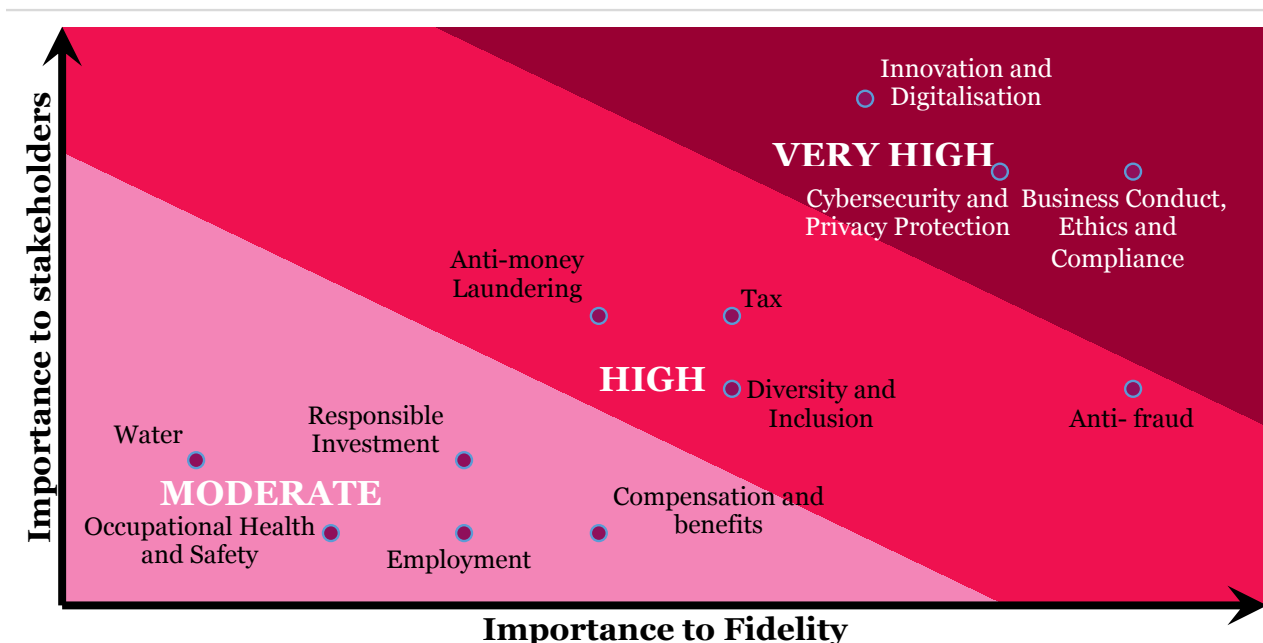 Importance to stakeholders
Innovation and
Digitalisation
VERY HIGH
Cybersecurity and
Privacy Protection
Business Conduct,
Ethics and
Compliance
Anti-money
Laundering
Tax
HIGH
Diversity and
Inclusion
Anti- fraud
Water
Responsible
Investment
MODERATE
Occupational Health
and Safety
Employment
Compensation and
benefits
Importance to Fidelity